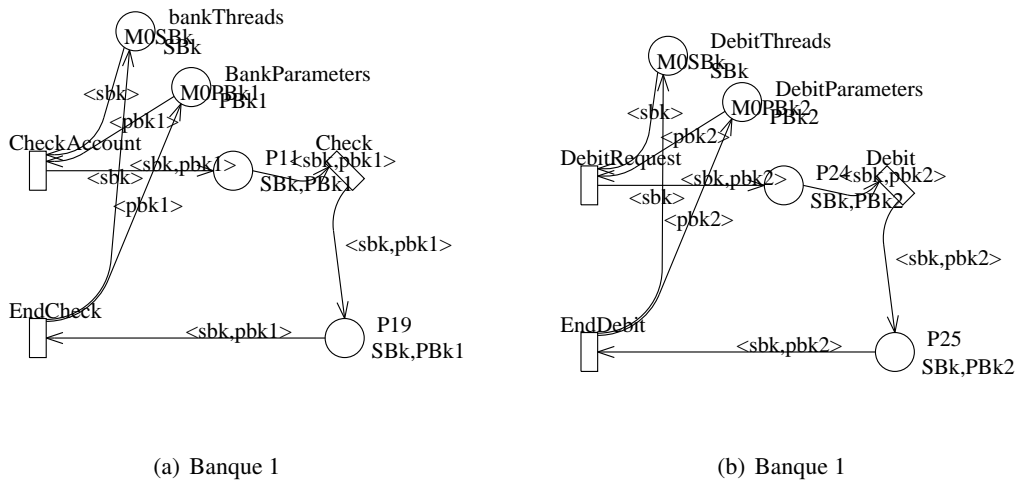 bankThreads
M0SBk
SBk
BankParameters
M0PBk1
PBk1
<sbk>
<pbk1>
CheckAccount
<sbk,pbk1>
P11
<sbk,pbk1>
Check
SBk,PBk1
<sbk>
<pbk1>
<sbk,pbk1>
EndCheck
<sbk,pbk1>
P19
SBk,PBk1
(a) Banque 1
DebitThreads
M0SBk
SBk
DebitParameters
M0PBk2
PBk2
<sbk>
<pbk2>
DebitRequest
<sbk,pbk2>
P24
<sbk,pbk2>
Debit
SBk,PBk2
<sbk>
<pbk2>
<sbk,pbk2>
EndDebit
<sbk,pbk2>
P25
SBk,PBk2
(b) Banque 1